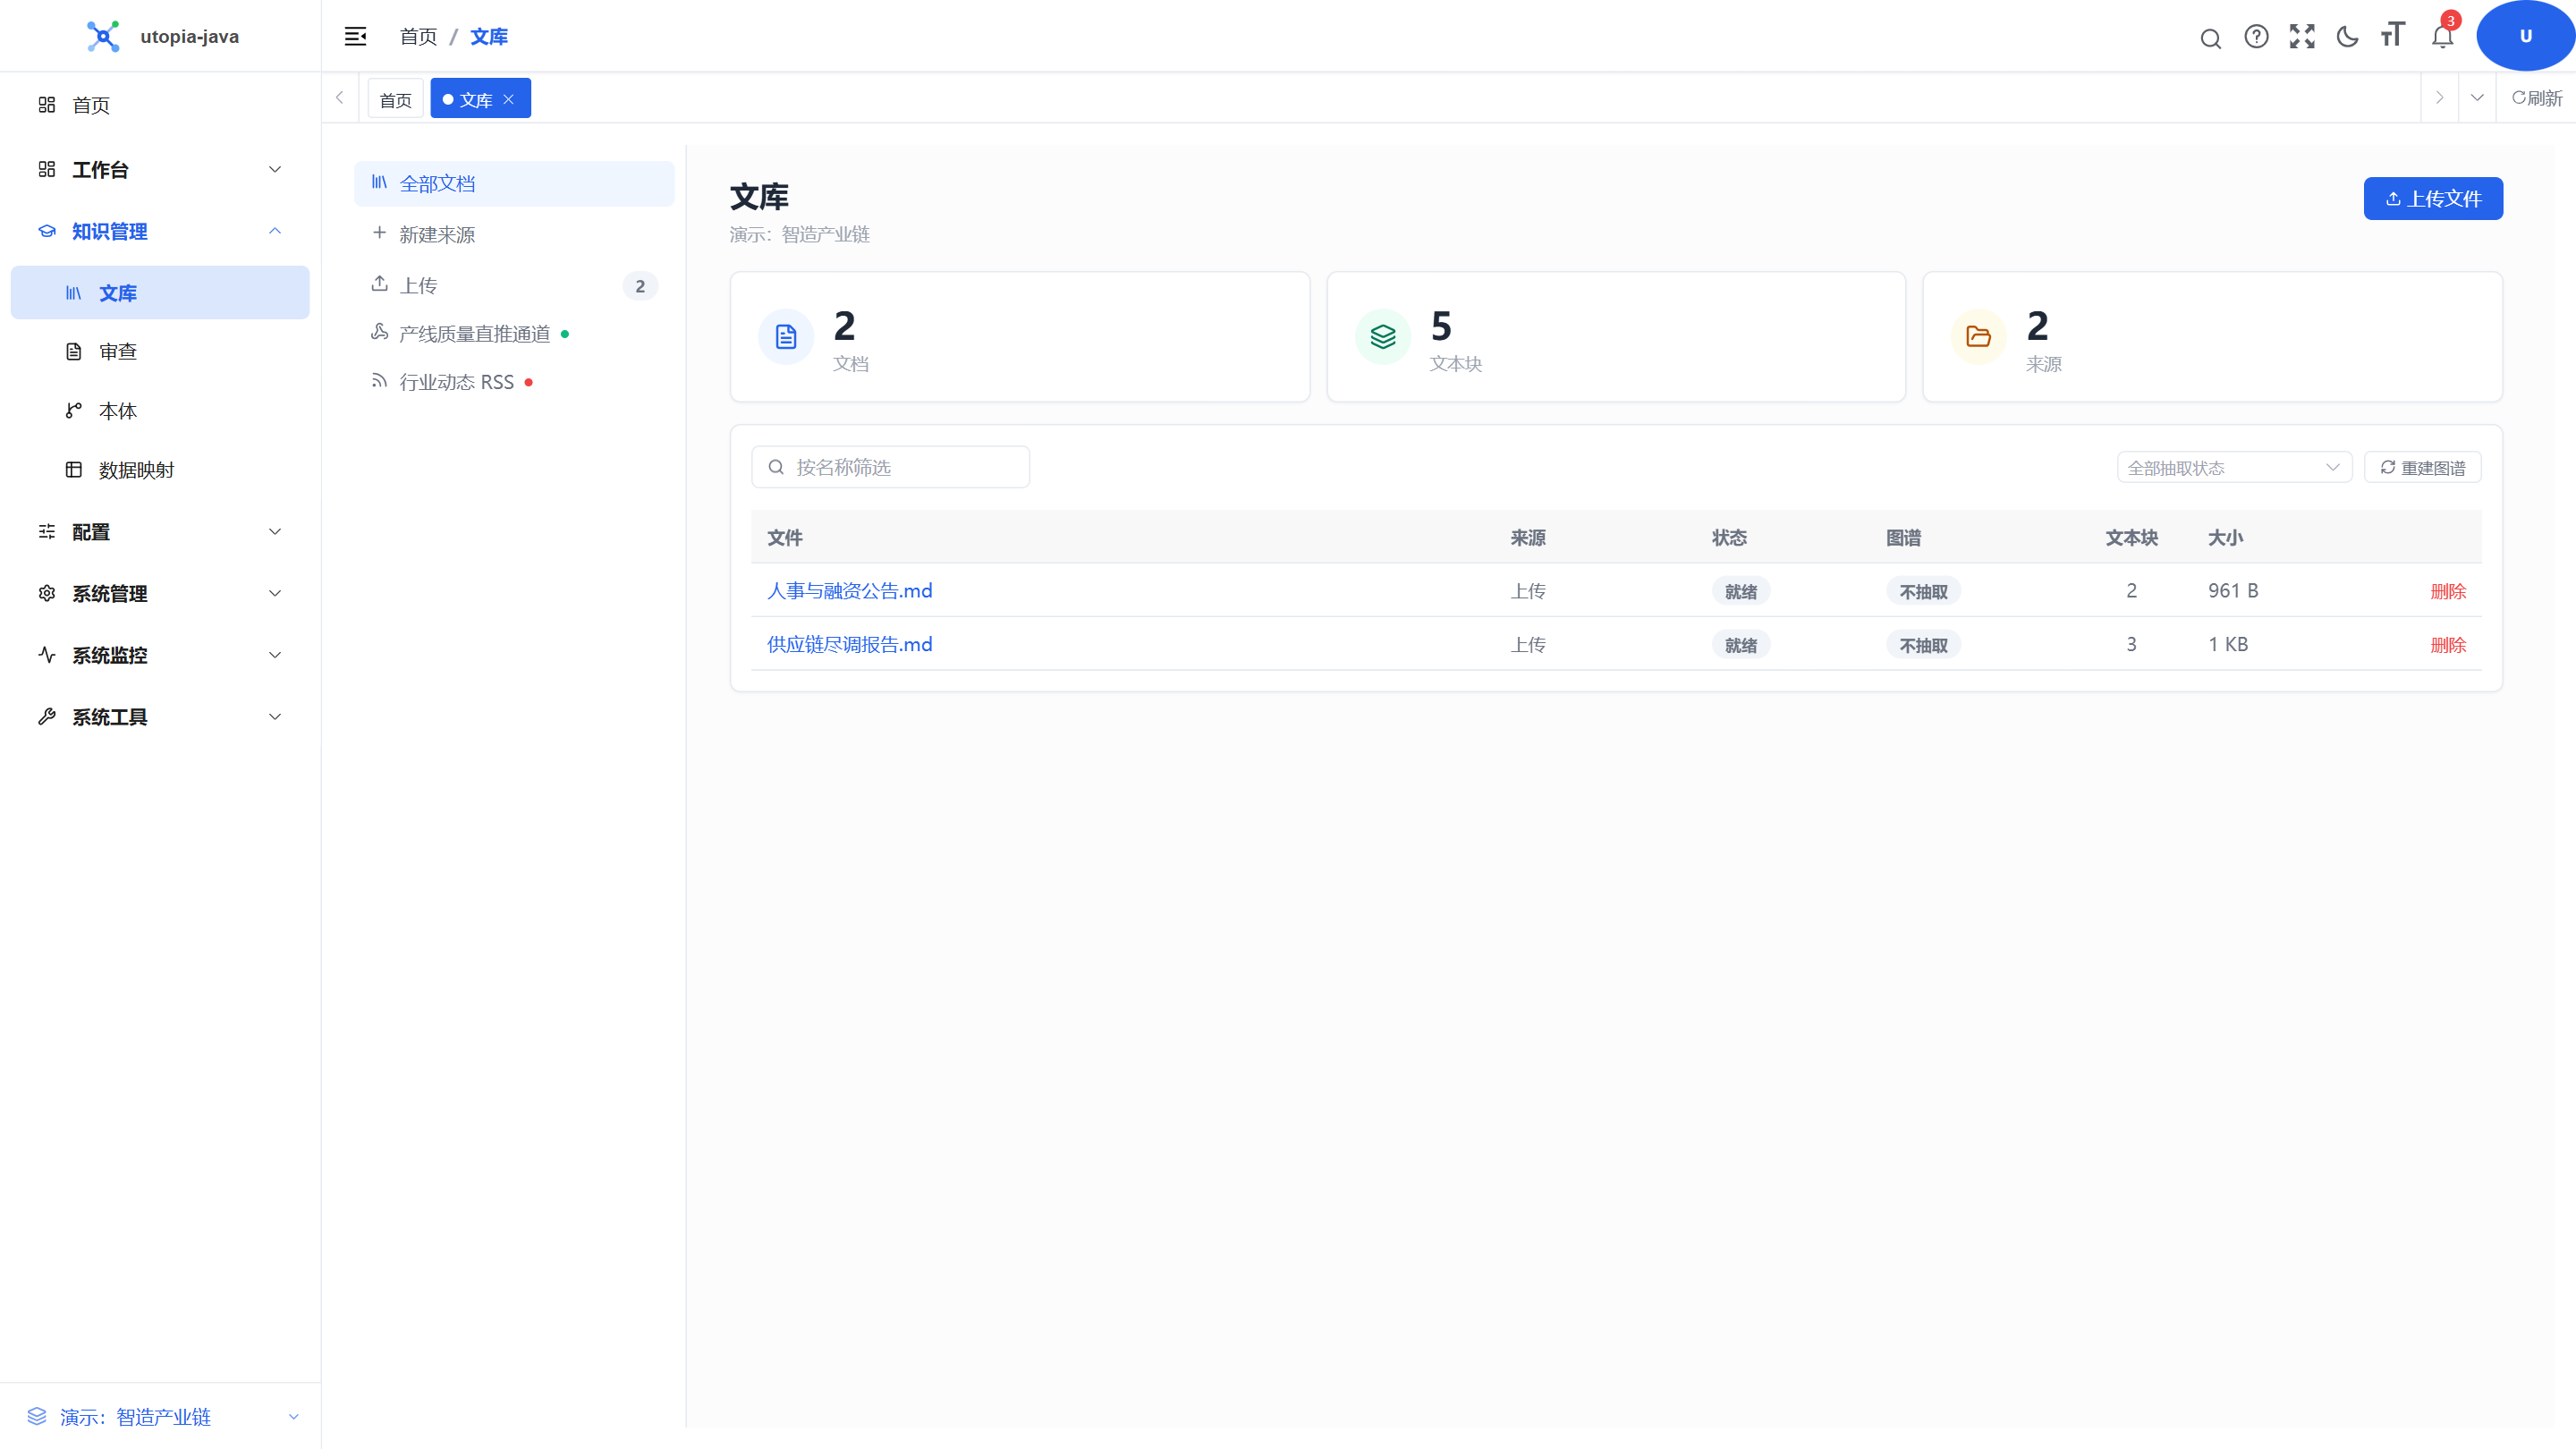 utopia-java
首页 / 文库
3
U
首页
文库
刷新
首页
工作台
知识管理
文库
审查
本体
数据映射
配置
系统管理
系统监控
系统工具
演示：智造产业链
全部文档
新建来源
上传 2
产线质量直推通道
行业动态 RSS
文库
演示：智造产业链
上传文件
2
文档
5
文本块
2
来源
按名称筛选
全部抽取状态
重建图谱
文件 来源 状态 图谱 文本块 大小
人事与融资公告.md 上传 就绪 不抽取 2 961 B 删除
供应链尽调报告.md 上传 就绪 不抽取 3 1 KB 删除